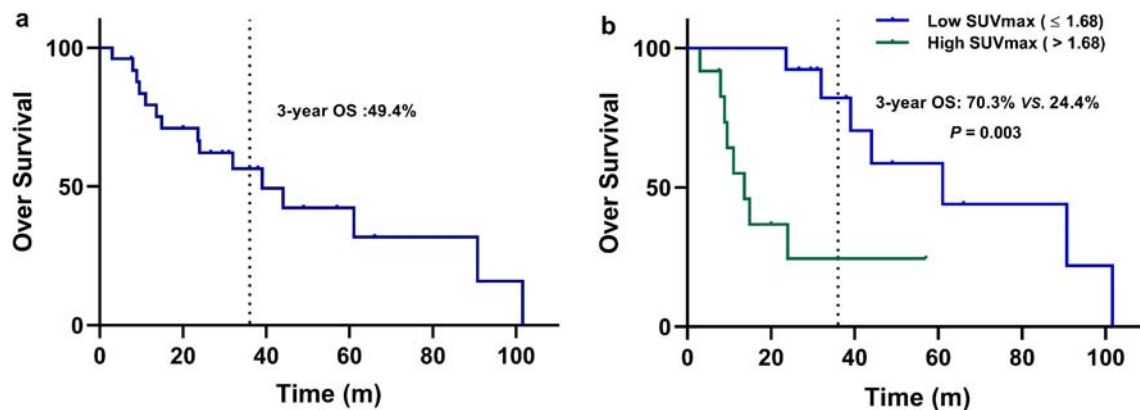 a
Over Survival
100
50
0
0 20 40 60 80 100
Time (m)
3-year OS :49.4%
b
Low SUVmax ( ≤ 1.68)
High SUVmax ( > 1.68)
Over Survival
100
50
0
0 20 40 60 80 100
Time (m)
3-year OS: 70.3% VS. 24.4%
P = 0.003